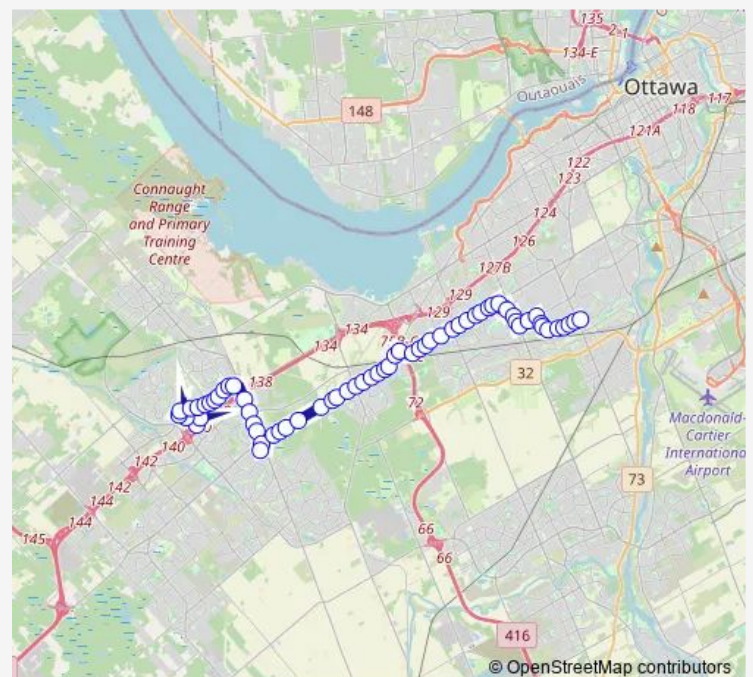 135
2-1
134-E
148
Outaouais
Ottawa
117
118
121A
122
123
124
126
127B
Connaught
Range
and Primary
Training
Centre
129
129
134
134
138
32
72
140
142
142
144
144
145
66
66
73
Macdonald-
Cartier
Internationa
Airport
416
© OpenStreetMap contributors